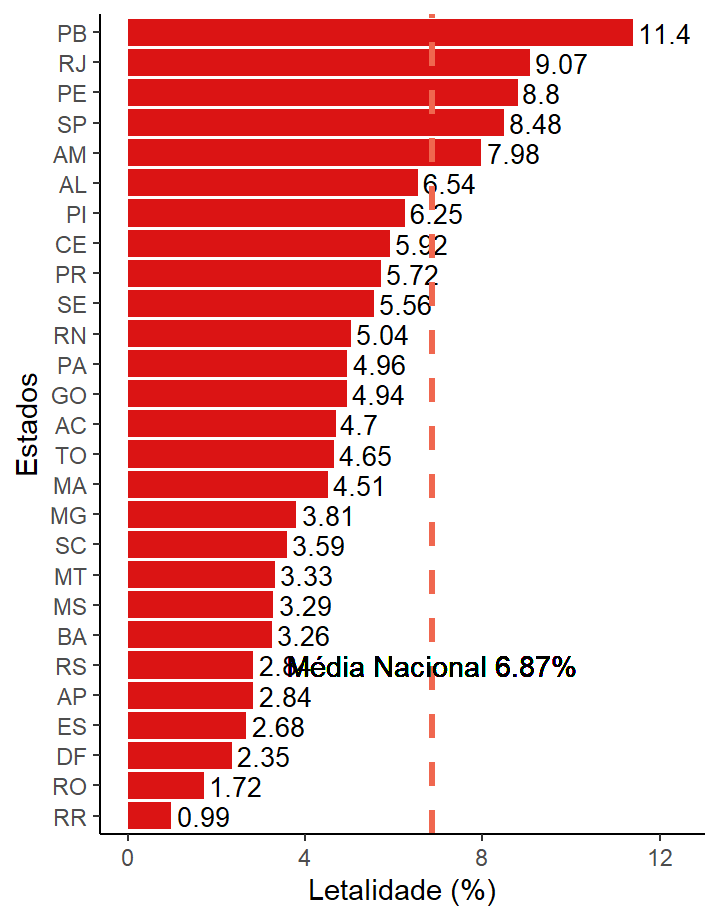 PB 11.4
RJ 9.07
PE 8.8
SP 8.48
AM 7.98
AL 6.54
PI 6.25
CE 5.92
PR 5.72
SE 5.56
RN 5.04
PA 4.96
GO 4.94
AC 4.7
TO 4.65
MA 4.51
MG 3.81
SC 3.59
MT 3.33
MS 3.29
BA 3.26
RS Média Nacional 6.87%
AP 2.84
ES 2.68
DF 2.35
RO 1.72
RR 0.99
Estados
0 4 8 12
Letalidade (%)